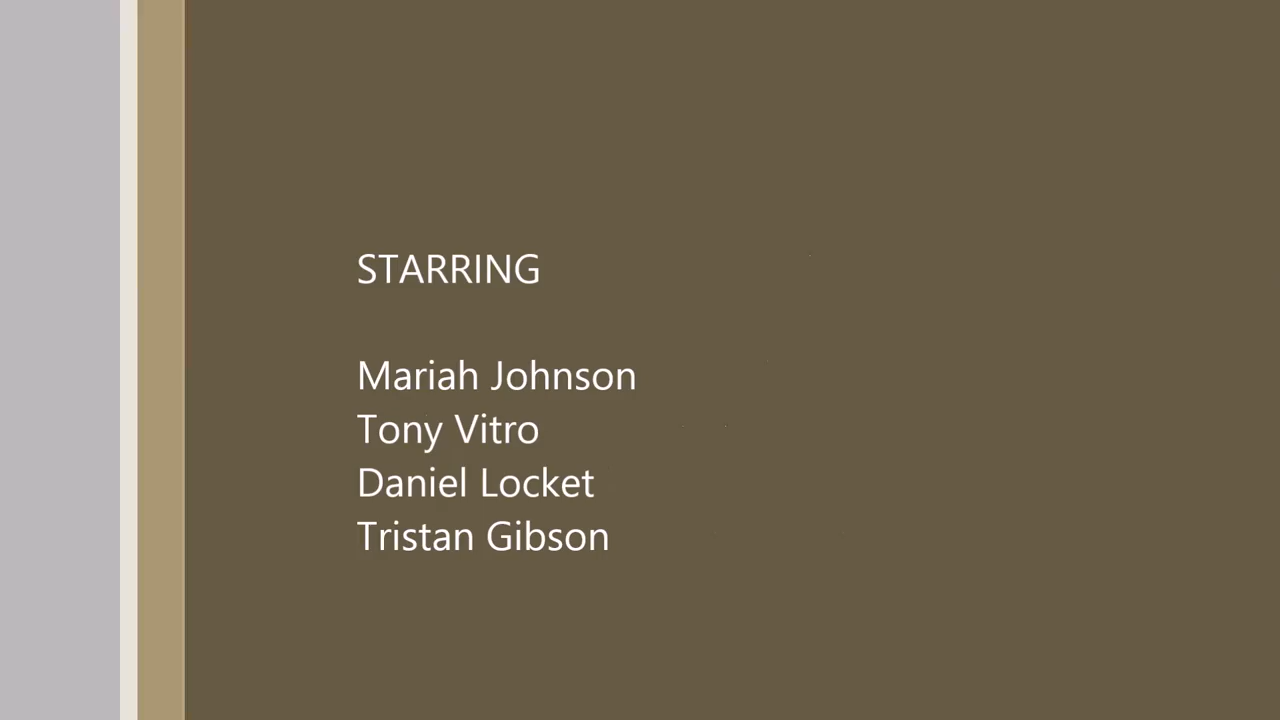 STARRING
Mariah Johnson
Tony Vitro
Daniel Locket
Tristan Gibson